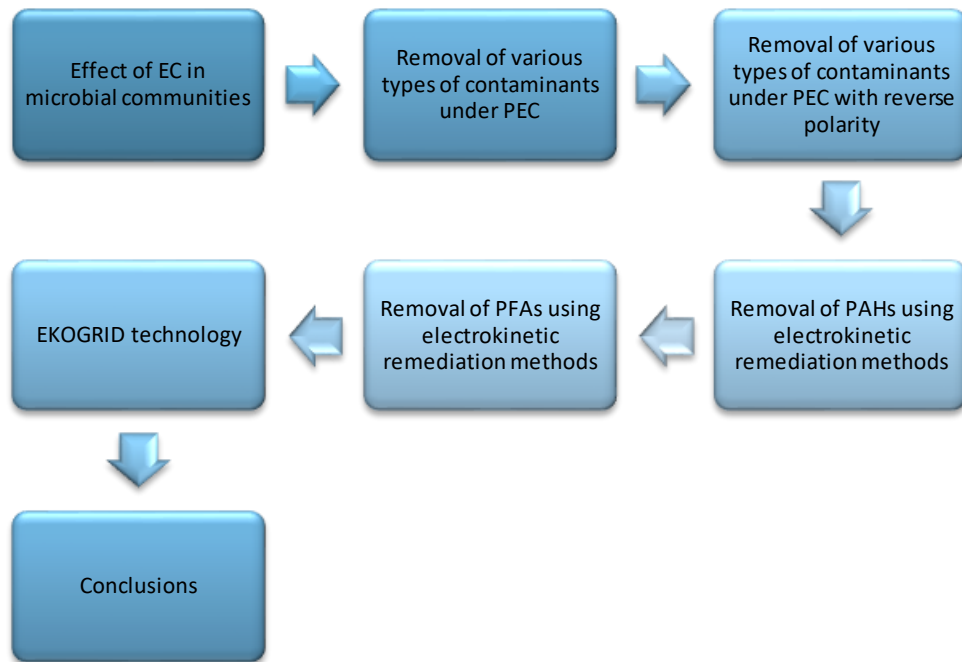 Effect of EC in
microbial communities
Removal of various
types of contaminants
under PEC
Removal of various
types of contaminants
under PEC with reverse
polarity
Removal of PAHs using
electrokinetic
remediation methods
Removal of PFAs using
electrokinetic
remediation methods
EKOGRID technology
Conclusions